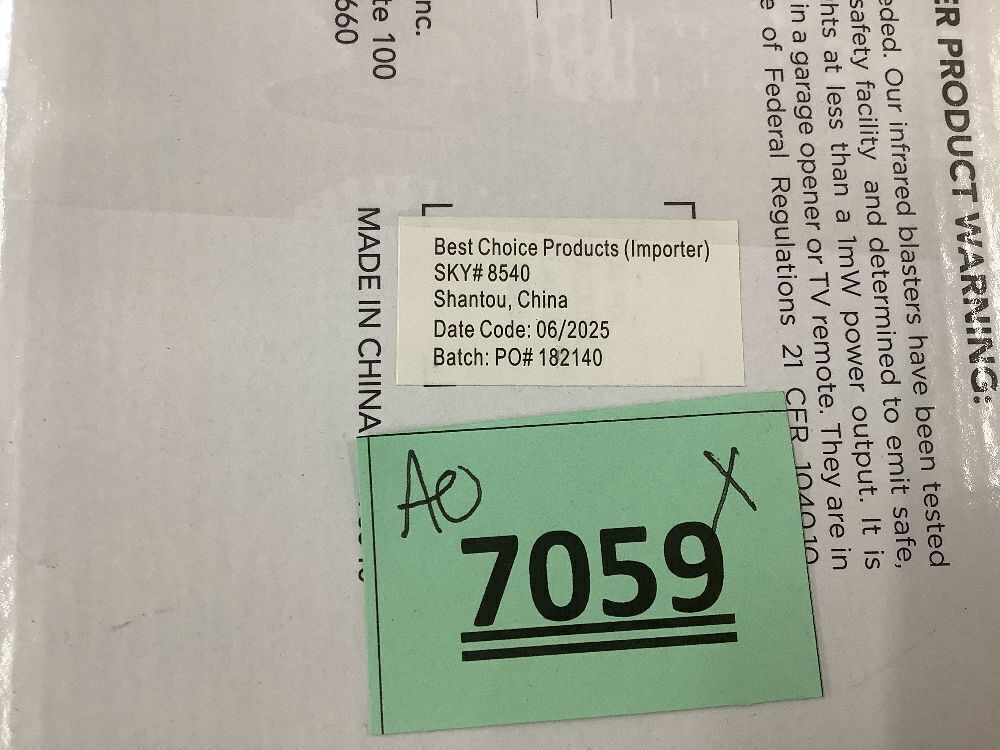 Best Choice Products (Importer)
SKY# 8540
Shantou, China
Date Code: 06/2025
Batch: PO# 182140
AO
X
7059
MADE IN CHINA
nc.
te 100
660
ER PRODUCT WARNING:
eded. Our infrared blasters have been tested
safety facility and determined to emit safe,
hts at less than a 1mW power output. It is
in a garage opener or TV remote. They are in
e of Federal Regulations 21 CFR 1040.10